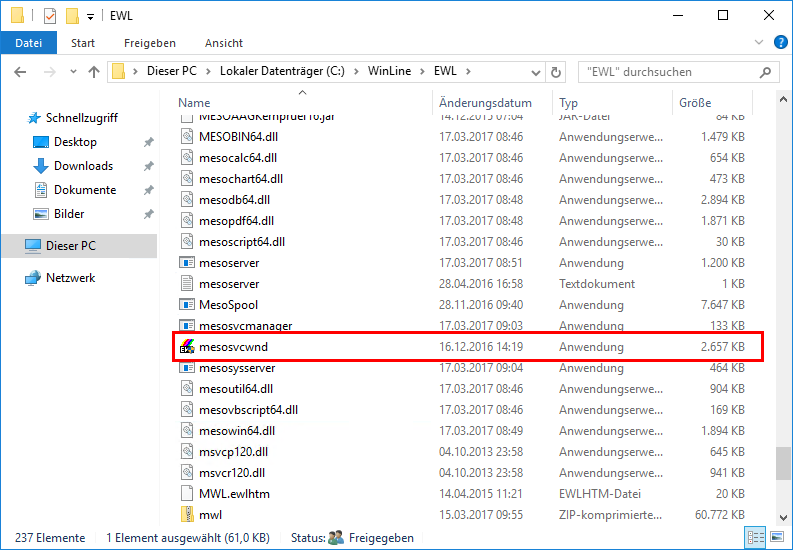 EWL
Datei Start Freigeben Ansicht
Dieser PC Lokaler Datenträger (C:) WinLine EWL "EWL" durchsuchen
Name Änderungsdatum Typ Größe
MESOAAGKempruef16.jar 14.12.2015 07:04 JAR-Datei 84 KB
MESOBIN64.dll 17.03.2017 08:46 Anwendungserwe... 1.479 KB
mesocalc64.dll 17.03.2017 08:46 Anwendungserwe... 654 KB
mesochart64.dll 17.03.2017 08:46 Anwendungserwe... 473 KB
mesodb64.dll 17.03.2017 08:48 Anwendungserwe... 2.894 KB
mesopdf64.dll 17.03.2017 08:48 Anwendungserwe... 1.871 KB
mesoscript64.dll 17.03.2017 08:46 Anwendungserwe... 30 KB
mesoserver 17.03.2017 08:51 Anwendung 1.200 KB
mesoserver 28.04.2016 16:58 Textdokument 1 KB
MesoSpool 28.11.2016 09:40 Anwendung 7.647 KB
mesosvcmanager 17.03.2017 09:03 Anwendung 133 KB
mesosvcwnd 16.12.2016 14:19 Anwendung 2.657 KB
mesosysserver 17.03.2017 09:04 Anwendung 464 KB
mesoutil64.dll 17.03.2017 08:46 Anwendungserwe... 904 KB
mesovbscript64.dll 17.03.2017 08:46 Anwendungserwe... 169 KB
mesowin64.dll 17.03.2017 08:49 Anwendungserwe... 1.894 KB
msvcp120.dll 04.10.2013 23:58 Anwendungserwe... 645 KB
msvcr120.dll 04.10.2013 23:58 Anwendungserwe... 941 KB
MWL.ewlhtm 14.04.2015 11:21 EWLHTM-Datei 20 KB
mwl 15.03.2017 09:55 ZIP-komprimierte... 60.772 KB
Schnellzugriff
Desktop
Downloads
Dokumente
Bilder
Dieser PC
Netzwerk
237 Elemente 1 Element ausgewählt (61,0 KB) Status: Freigegeben